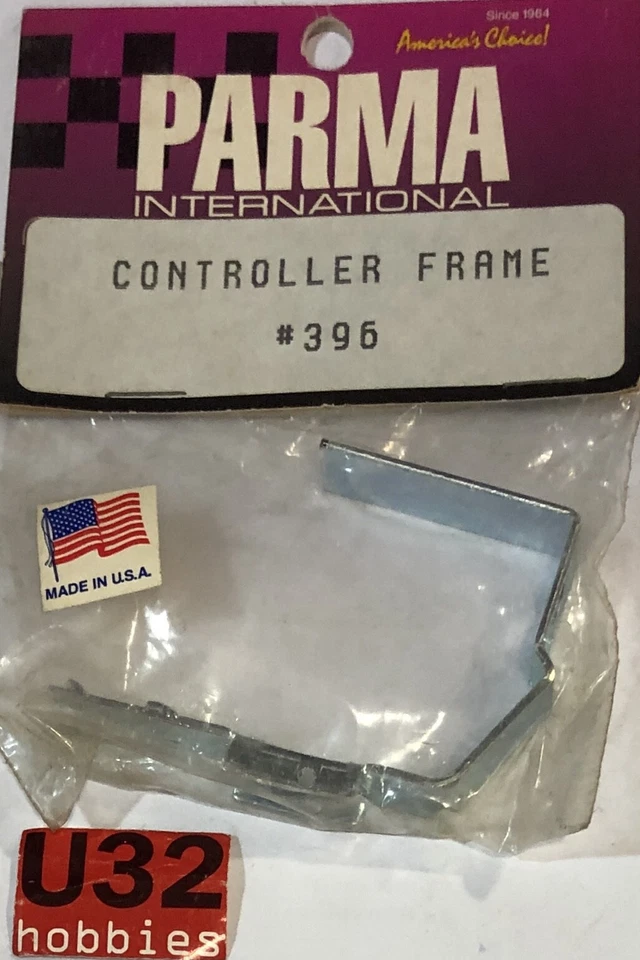 Since 1964
America's Choice!
PARMA
INTERNATIONAL
CONTROLLER FRAME
#396
MADE IN U.S.A.
U32
hobbies